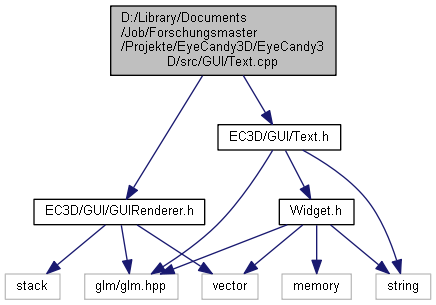 D:/Library/Documents
/Job/Forschungsmaster
/Projekte/EyeCandy3D/EyeCandy3
D/src/GUI/Text.cpp
EC3D/GUI/Text.h
EC3D/GUI/GUIRenderer.h
Widget.h
stack
glm/glm.hpp
vector
memory
string